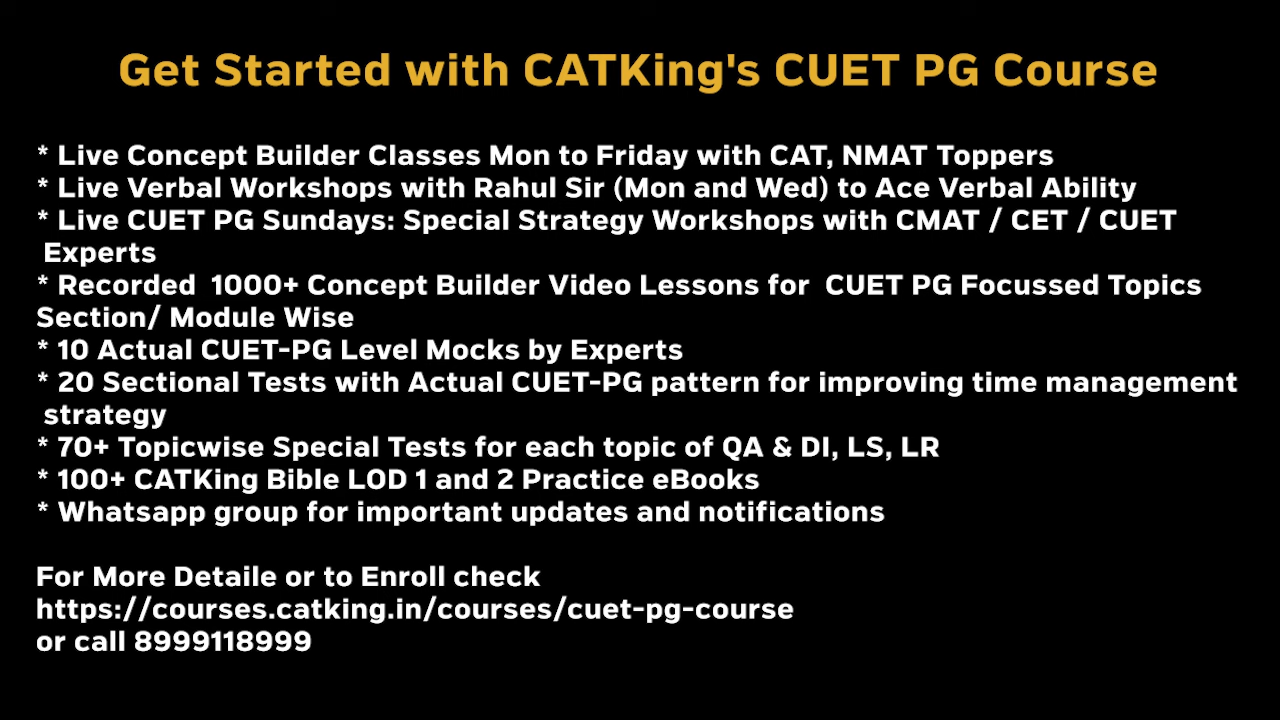 Get Started with CATKing's CUET PG Course
* Live Concept Builder Classes Mon to Friday with CAT, NMAT Toppers
* Live Verbal Workshops with Rahul Sir (Mon and Wed) to Ace Verbal Ability
* Live CUET PG Sundays: Special Strategy Workshops with CMAT / CET / CUET
Experts
* Recorded  1000+ Concept Builder Video Lessons for  CUET PG Focussed Topics
Section/ Module Wise
* 10 Actual CUET-PG Level Mocks by Experts
* 20 Sectional Tests with Actual CUET-PG pattern for improving time management
strategy
* 70+ Topicwise Special Tests for each topic of QA & DI, LS, LR
* 100+ CATKing Bible LOD 1 and 2 Practice eBooks
* Whatsapp group for important updates and notifications
For More Detaile or to Enroll check
https://courses.catking.in/courses/cuet-pg-course
or call 8999118999